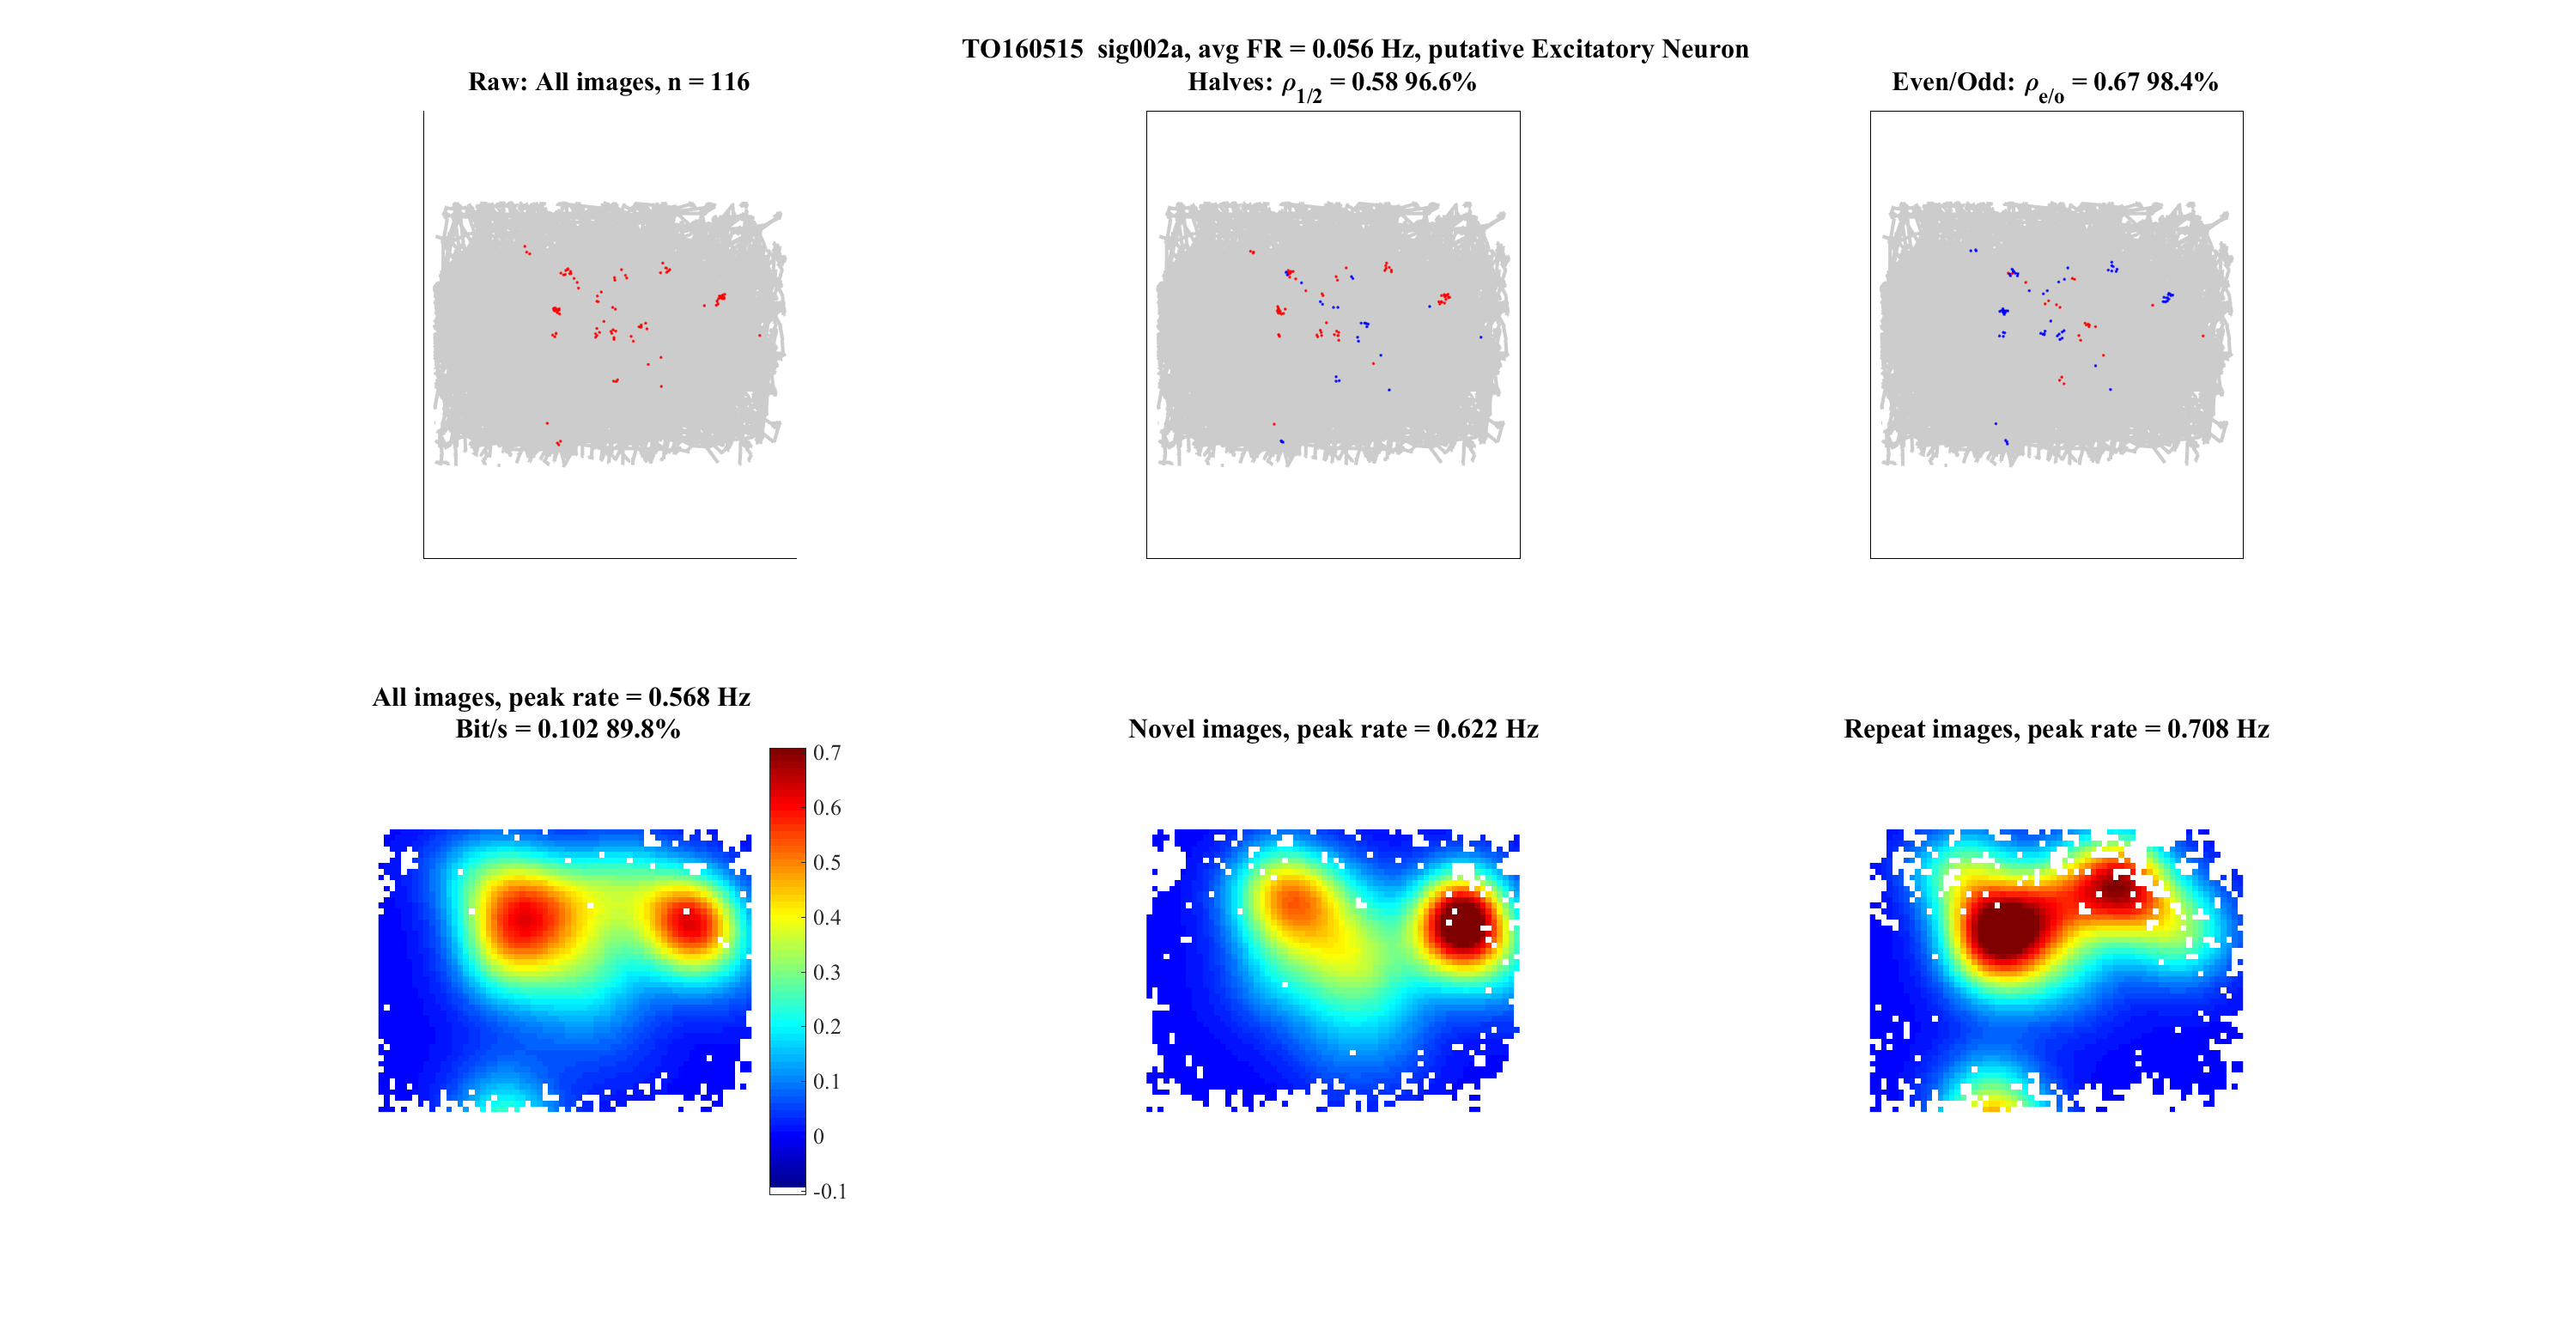 TO160515  sig002a, avg FR = 0.056 Hz, putative Excitatory Neuron
Raw: All images, n = 116
Halves: ρ1/2 = 0.58 96.6%
Even/Odd: ρe/o = 0.67 98.4%
All images, peak rate = 0.568 Hz
Bit/s = 0.102 89.8%
Novel images, peak rate = 0.622 Hz
Repeat images, peak rate = 0.708 Hz
0.7
0.6
0.5
0.4
0.3
0.2
0.1
0
-0.1